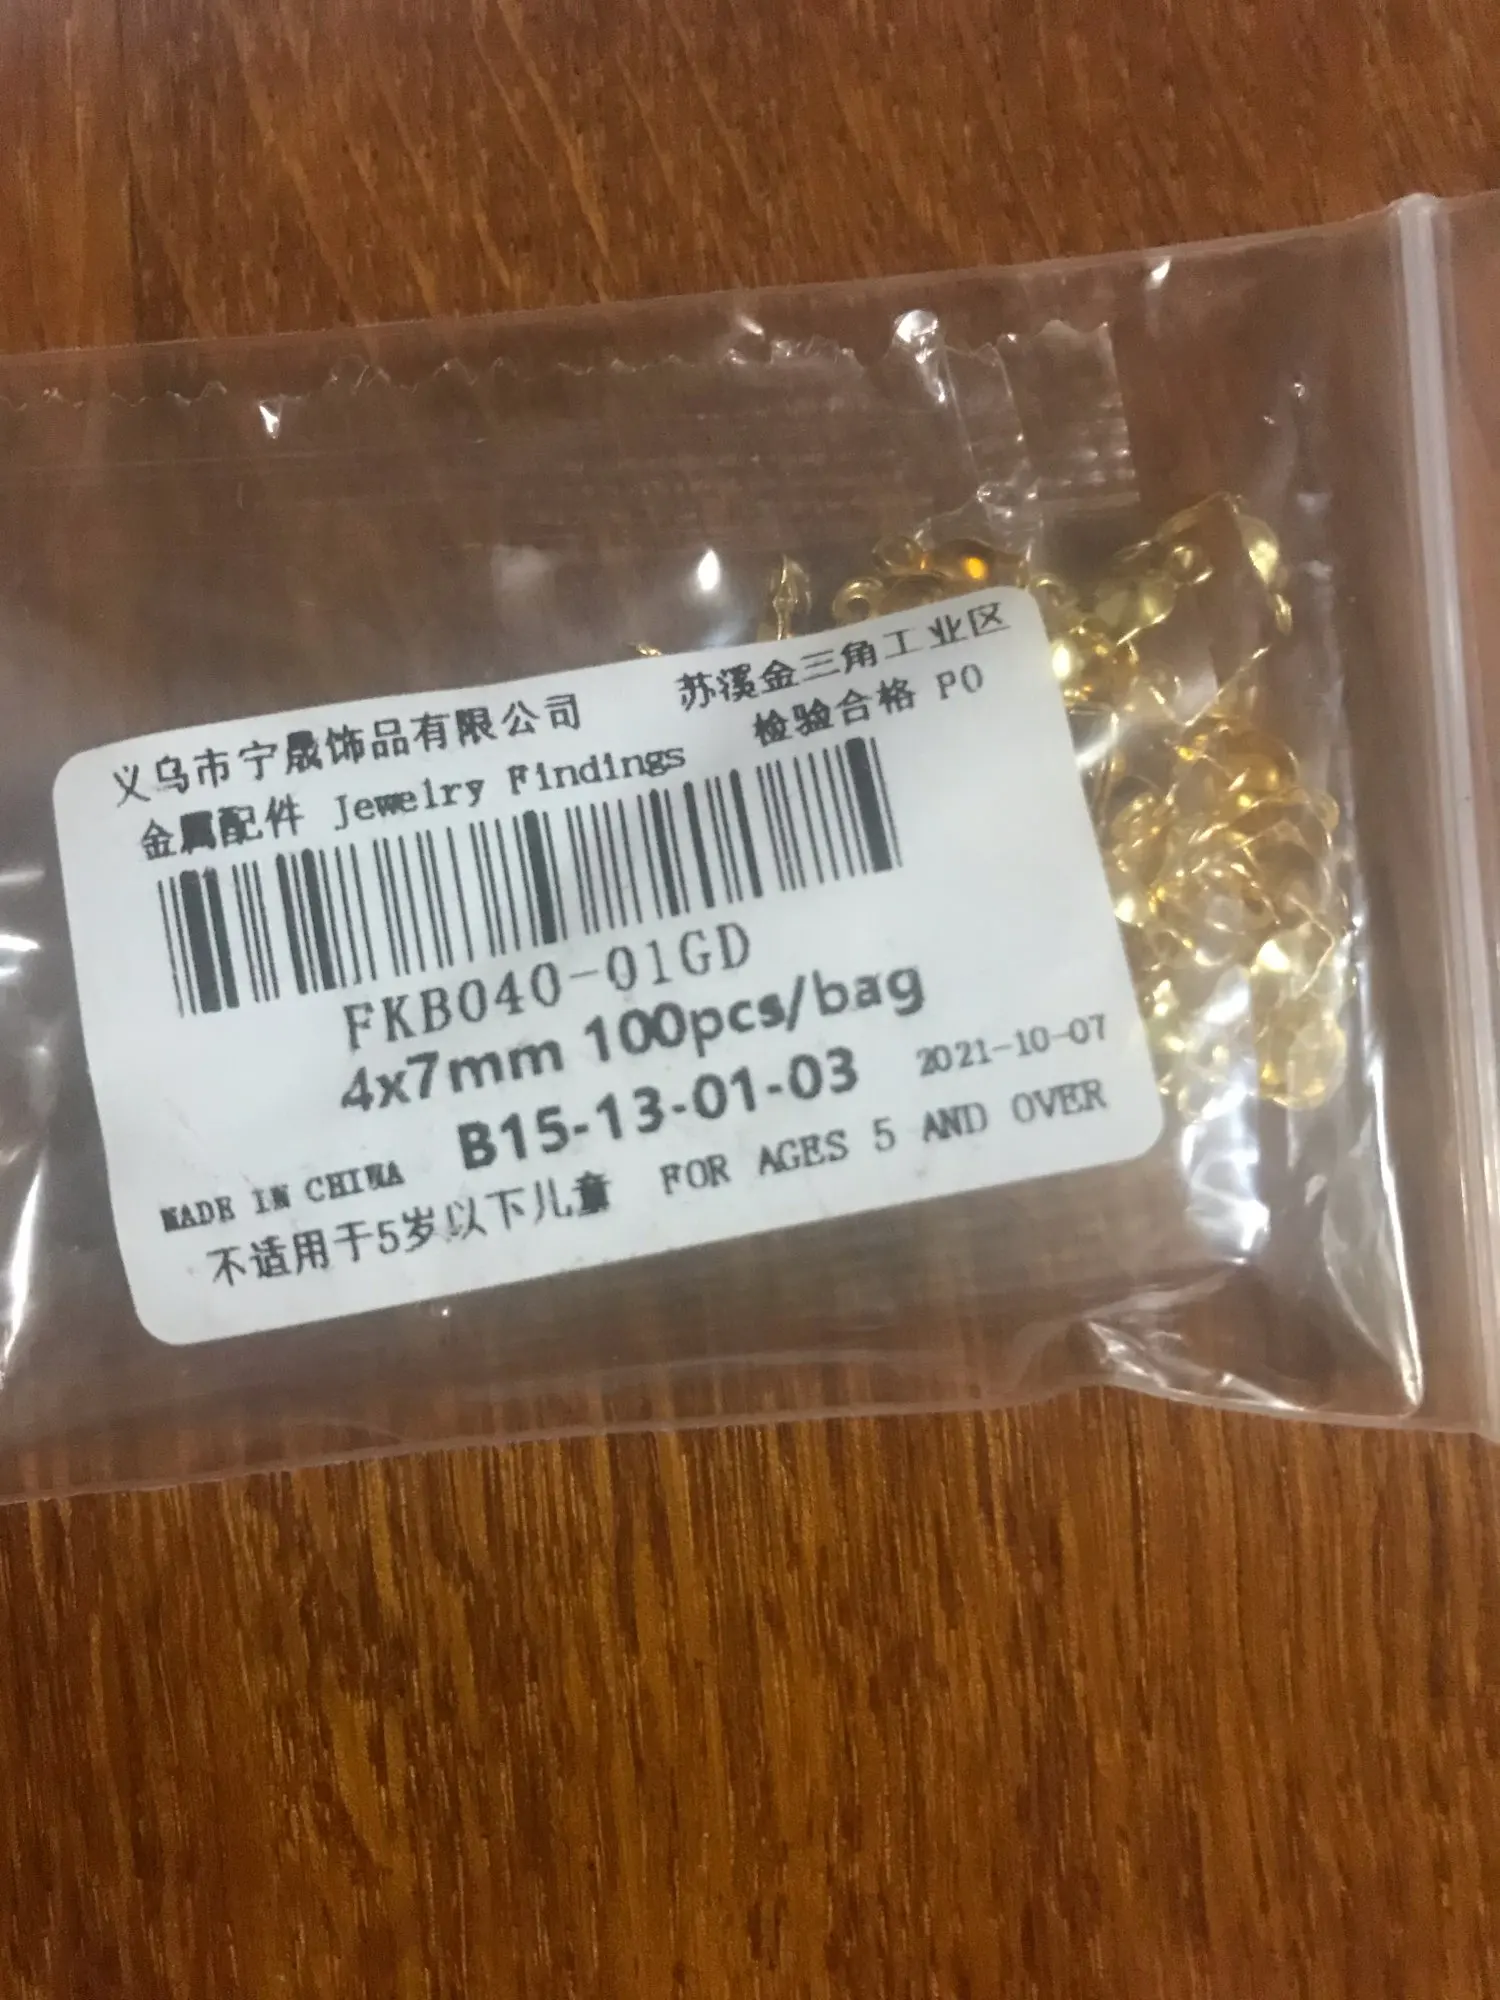 义乌市宁晟饰品有限公司 苏溪金三角工业区
金属配件 Jewelry Findings 检验合格 PO
FKB040-01GD
4x7mm 100pcs/bag
B15-13-01-03 2021-10-07
MADE IN CHINA
不适用于5岁以下儿童 FOR AGES 5 AND OVER